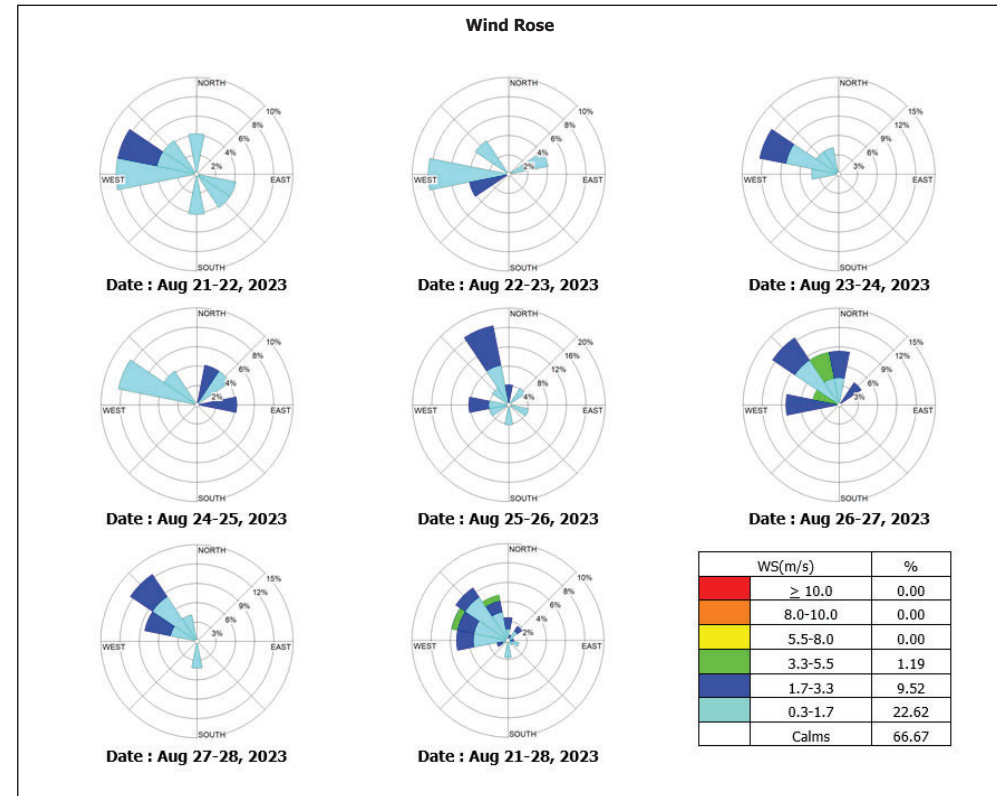 Wind Rose
NORTH
10%
8%
6%
4%
2%
WEST
EAST
SOUTH
Date : Aug 21-22, 2023
NORTH
10%
8%
6%
4%
2%
WEST
EAST
SOUTH
Date : Aug 22-23, 2023
NORTH
15%
12%
9%
6%
3%
WEST
EAST
SOUTH
Date : Aug 23-24, 2023
NORTH
10%
8%
6%
4%
2%
WEST
EAST
SOUTH
Date : Aug 24-25, 2023
NORTH
20%
16%
12%
8%
4%
WEST
EAST
SOUTH
Date : Aug 25-26, 2023
NORTH
15%
12%
9%
6%
3%
WEST
EAST
SOUTH
Date : Aug 26-27, 2023
NORTH
15%
12%
9%
6%
3%
WEST
EAST
SOUTH
Date : Aug 27-28, 2023
NORTH
10%
8%
6%
4%
2%
WEST
EAST
SOUTH
Date : Aug 21-28, 2023
WS(m/s) %
≥ 10.0 0.00
8.0-10.0 0.00
5.5-8.0 0.00
3.3-5.5 1.19
1.7-3.3 9.52
0.3-1.7 22.62
Calms 66.67